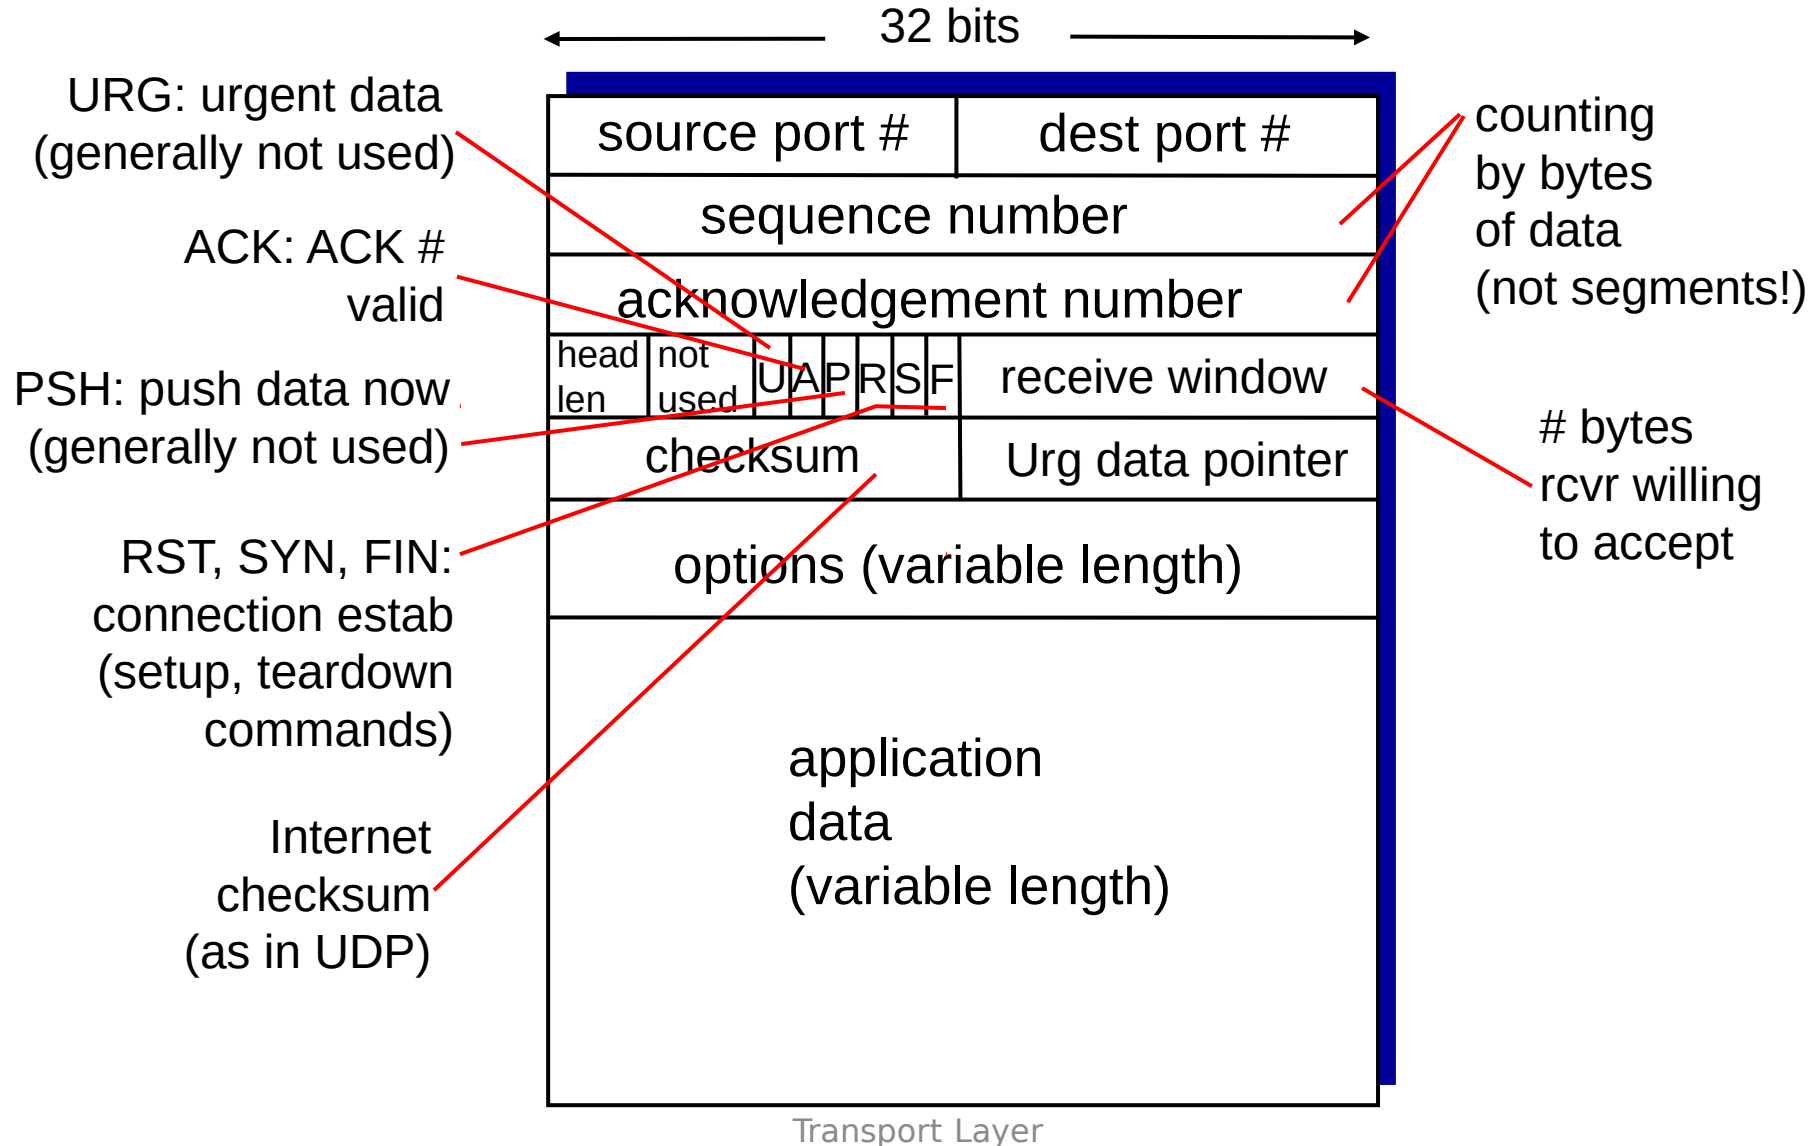 32 bits
URG: urgent data
(generally not used)
ACK: ACK #
valid
PSH: push data now
(generally not used)
RST, SYN, FIN:
connection estab
(setup, teardown
commands)
Internet
checksum
(as in UDP)
source port #
dest port #
sequence number
acknowledgement number
head
len
not
used
U
A
P
R
S
F
receive window
checksum
Urg data pointer
options (variable length)
application
data
(variable length)
counting
by bytes
of data
(not segments!)
# bytes
rcvr willing
to accept
Transport Layer